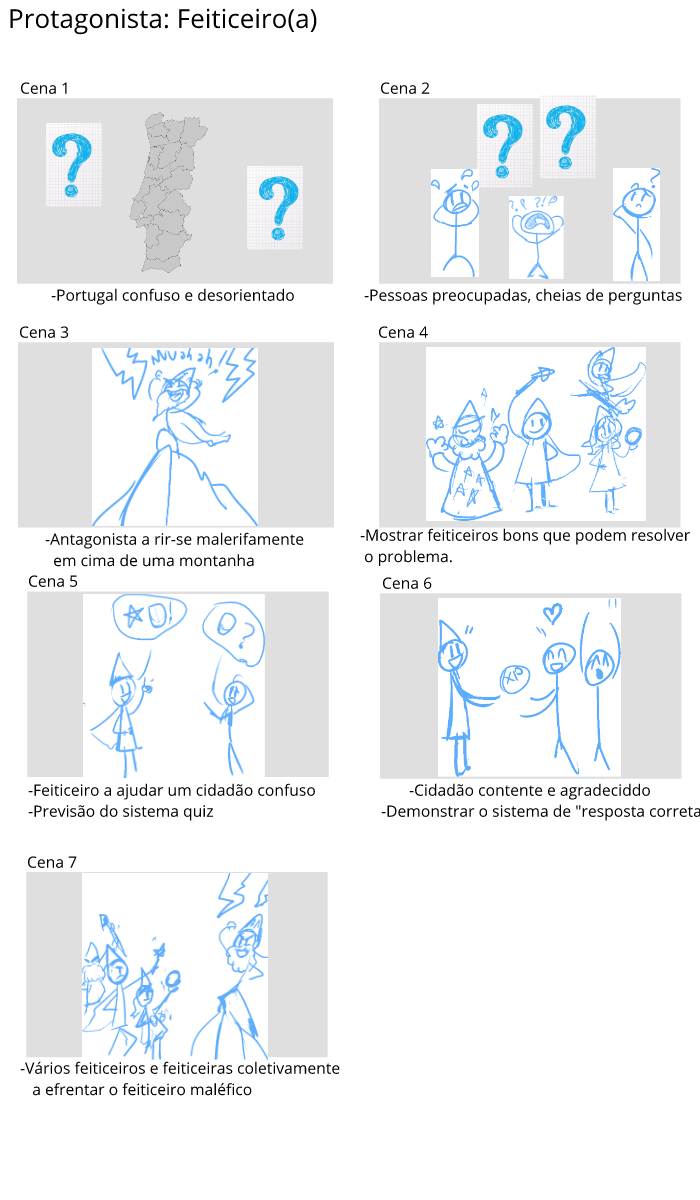 Protagonista: Feiticeiro(a)
Cena 1
Cena 2
?
?
?
?
? ?!?
?
-Portugal confuso e desorientado
-Pessoas preocupadas, cheias de perguntas
Cena 3
Cena 4
Muahah!
-Antagonista a rir-se malerifamente
em cima de uma montanha
-Mostrar feiticeiros bons que podem resolver
o problema.
Cena 5
Cena 6
!
?
XP
-Feiticeiro a ajudar um cidadão confuso
-Previsão do sistema quiz
-Cidadão contente e agradeciddo
-Demonstrar o sistema de "resposta correta
Cena 7
-Vários feiticeiros e feiticeiras coletivamente
a efrentar o feiticeiro maléfico